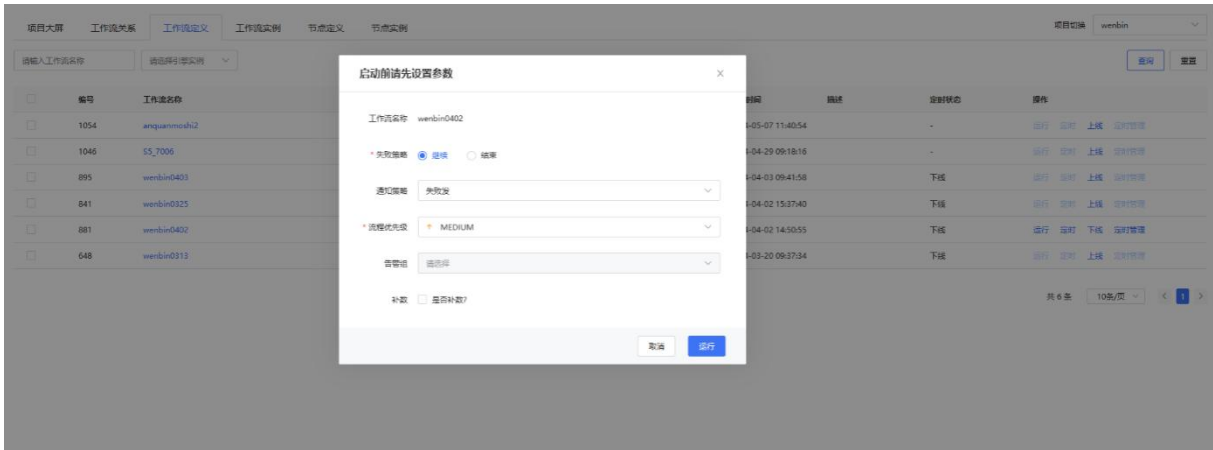 项目大屏 工作流关系 工作流定义 工作流实例 节点定义 节点实例 项目切换 wenbin
请输入工作流名称 请选择引擎实例 查询 重置
启动前请先设置参数
编号 工作流名称 时间 描述 定时状态 操作
工作流名称 wenbin0402
1054 anquanmoshi2 4-05-07 11:40:54 - 运行 定时 上线 定时管理
* 失败策略 继续 结束
1046 SS_7006 4-04-29 09:18:16 - 运行 定时 上线 定时管理
895 wenbin0403 4-04-03 09:41:58 下线 运行 定时 上线 定时管理
通知策略 失败发
841 wenbin0325 4-04-02 15:37:40 下线 运行 定时 上线 定时管理
* 流程优先级 MEDIUM
881 wenbin0402 4-04-02 14:50:55 下线 运行 定时 下线 定时管理
648 wenbin0313 4-03-20 09:37:34 下线 运行 定时 上线 定时管理
告警组 请选择
补数 是否补数?
共 6 条 10条/页 1
取消 运行